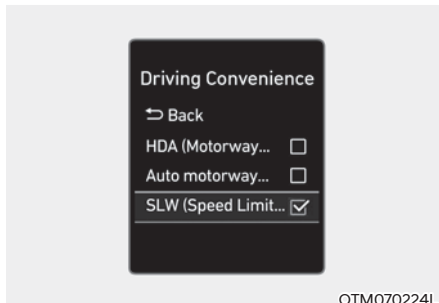 Driving Convenience
Back
HDA (Motorway...
Auto motorway...
SLW (Speed Limit...
OTM070224L